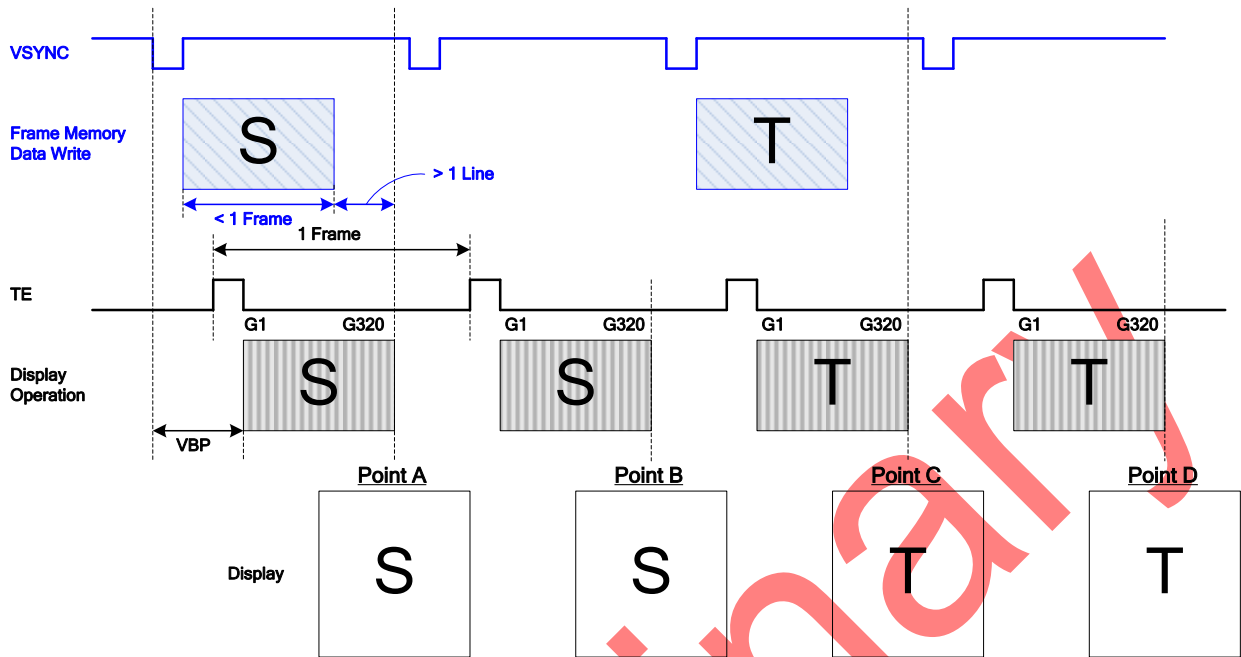 VSYNC
Frame Memory
Data Write
S
T
> 1 Line
< 1 Frame
1 Frame
TE
G1
G320
G1
G320
G1
G320
G1
G320
Display
Operation
S
S
T
T
VBP
Point A
Point B
Point C
Point D
Display
S
S
T
T
inary